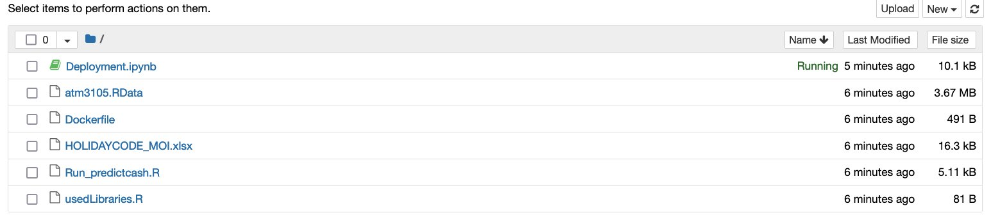 Select items to perform actions on them. Upload New
0 / Name Last Modified File size
Deployment.ipynb Running 5 minutes ago 10.1 kB
atm3105.RData 6 minutes ago 3.67 MB
Dockerfile 6 minutes ago 491 B
HOLIDAYCODE_MOI.xlsx 6 minutes ago 16.3 kB
Run_predictcash.R 6 minutes ago 5.11 kB
usedLibraries.R 6 minutes ago 81 B